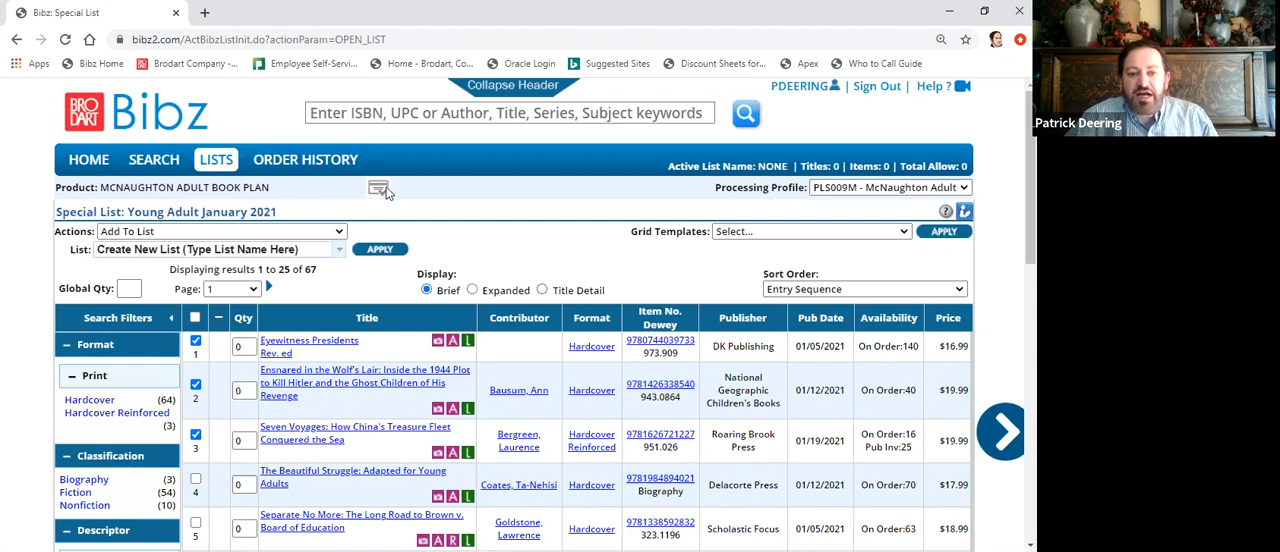 Bibz: Special List
bibz2.com/ActBibzListInit.do?actionParam=OPEN_LIST
Apps
Bibz Home
Brodart Company -...
Employee Self-Servi...
Home - Brodart, Co...
Oracle Login
Suggested Sites
Discount Sheets for...
Apex
Who to Call Guide
Patrick Deering
Collapse Header
PDEERING | Sign Out | Help ?
BRO
DART
Bibz
Enter ISBN, UPC or Author, Title, Series, Subject keywords
HOME SEARCH LISTS ORDER HISTORY
Active List Name: NONE | Titles: 0 | Items: 0 | Total Allow: 0
Product: MCNAUGHTON ADULT BOOK PLAN
Processing Profile: PLS009M - McNaughton Adult
Special List: Young Adult January 2021
Actions: Add To List
Grid Templates: Select... APPLY
List: Create New List (Type List Name Here) APPLY
Displaying results 1 to 25 of 67
Display:
Sort Order:
Global Qty: Page: 1
Brief Expanded Title Detail
Entry Sequence
Search Filters
Qty Title Contributor Format Item No. Dewey Publisher Pub Date Availability Price
Format
Print
Hardcover (64)
Hardcover Reinforced (3)
Classification
Biography (3)
Fiction (54)
Nonfiction (10)
Descriptor
1 0 Eyewitness Presidents Rev. ed C A L Hardcover 9780744039733 973.909 DK Publishing 01/05/2021 On Order:140 $16.99
2 0 Ensnared in the Wolf's Lair: Inside the 1944 Plot to Kill Hitler and the Ghost Children of His Revenge A L Bausum, Ann Hardcover 9781426338540 943.0864 National Geographic Children's Books 01/12/2021 On Order:40 $19.99
3 0 Seven Voyages: How China's Treasure Fleet Conquered the Sea A L Bergreen, Laurence Hardcover Reinforced 9781626721227 951.026 Roaring Brook Press 01/19/2021 On Order:16 Pub Inv:25 $19.99
4 0 The Beautiful Struggle: Adapted for Young Adults A L Coates, Ta-Nehisi Hardcover 9781984894021 Biography Delacorte Press 01/12/2021 On Order:70 $17.99
5 0 Separate No More: The Long Road to Brown v. Board of Education A R L Goldstone, Lawrence Hardcover 9781338592832 323.1196 Scholastic Focus 01/05/2021 On Order:63 $18.99